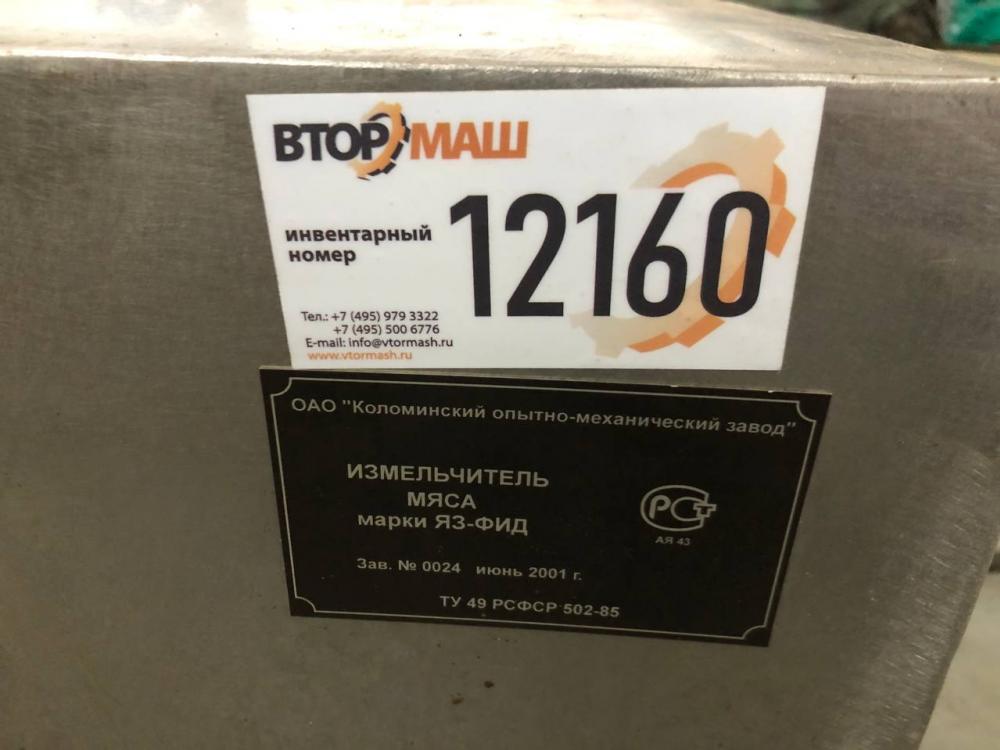 ВТОРМАШ
инвентарный
номер
12160
Тел.: +7 (495) 979 3322
+7 (495) 500 6776
E-mail: info@vtormash.ru
www.vtormash.ru
ОАО "Коломинский опытно-механический завод"
ИЗМЕЛЬЧИТЕЛЬ
МЯСА
марки ЯЗ-ФИД
РСТ
АЯ 43
Зав. № 0024 июнь 2001 г.
ТУ 49 РСФСР 502-85